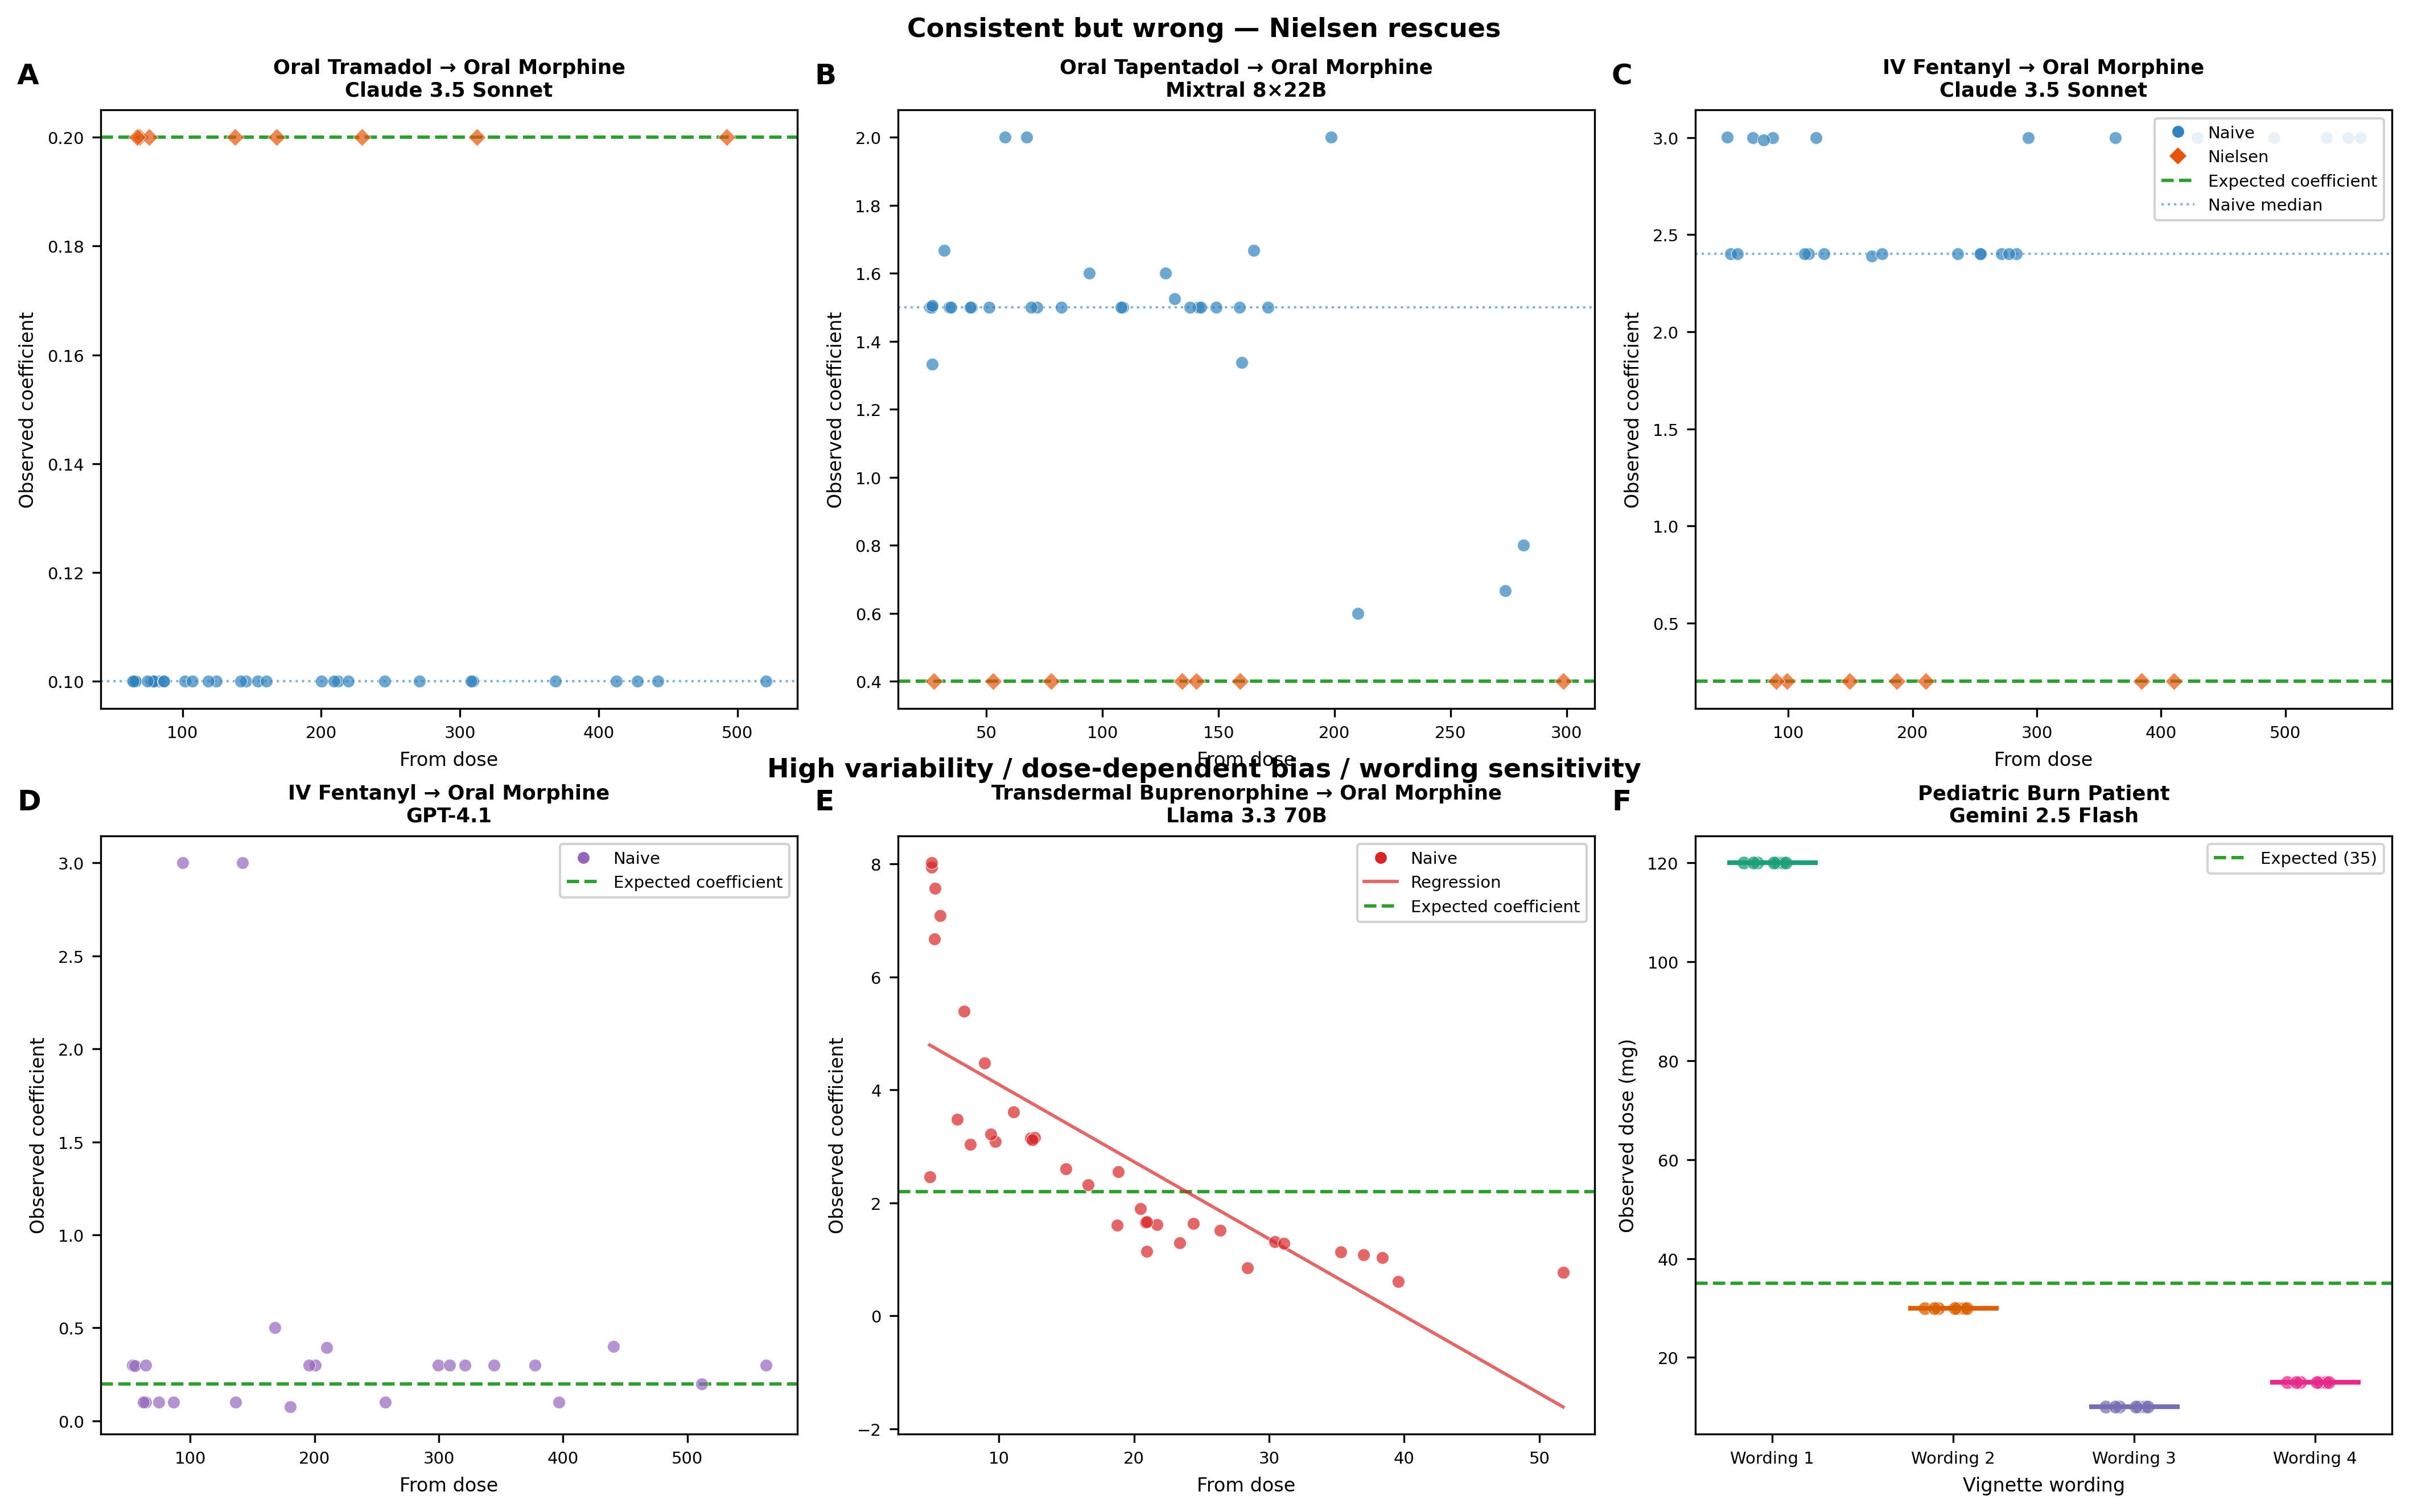 Consistent but wrong — Nielsen rescues
A
Oral Tramadol → Oral Morphine
Claude 3.5 Sonnet
0.20
0.18
0.16
0.14
0.12
0.10
Observed coefficient
100 200 300 400 500
From dose
B
Oral Tapentadol → Oral Morphine
Mixtral 8×22B
2.0
1.8
1.6
1.4
1.2
1.0
0.8
0.6
0.4
Observed coefficient
50 100 150 200 250 300
From dose
C
IV Fentanyl → Oral Morphine
Claude 3.5 Sonnet
Naive
Nielsen
Expected coefficient
Naive median
3.0
2.5
2.0
1.5
1.0
0.5
Observed coefficient
100 200 300 400 500
From dose
High variability / dose-dependent bias / wording sensitivity
D
IV Fentanyl → Oral Morphine
GPT-4.1
Naive
Expected coefficient
3.0
2.5
2.0
1.5
1.0
0.5
0.0
Observed coefficient
100 200 300 400 500
From dose
E
Transdermal Buprenorphine → Oral Morphine
Llama 3.3 70B
Naive
Regression
Expected coefficient
8
6
4
2
0
−2
Observed coefficient
10 20 30 40 50
From dose
F
Pediatric Burn Patient
Gemini 2.5 Flash
Expected (35)
120
100
80
60
40
20
Observed dose (mg)
Wording 1 Wording 2 Wording 3 Wording 4
Vignette wording